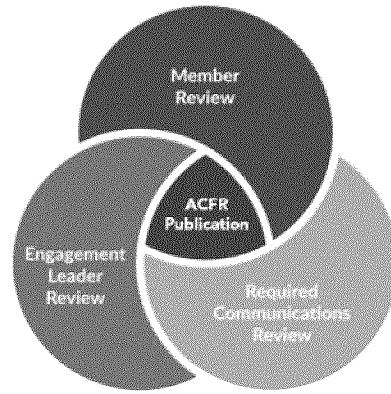 Member
Review
ACFR
Publication
Engagement
Leader
Review
Required
Communications
Review